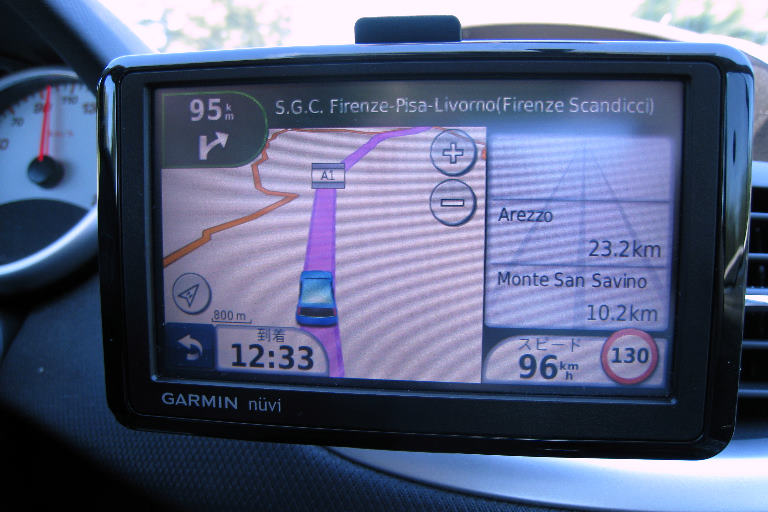 95 km
S.G.C. Firenze-Pisa-Livorno(Firenze Scandicci)
A1
Arezzo
23.2km
Monte San Savino
10.2km
800 m
到着
12:33
スピード
96 km/h
130
GARMIN nüvi
110